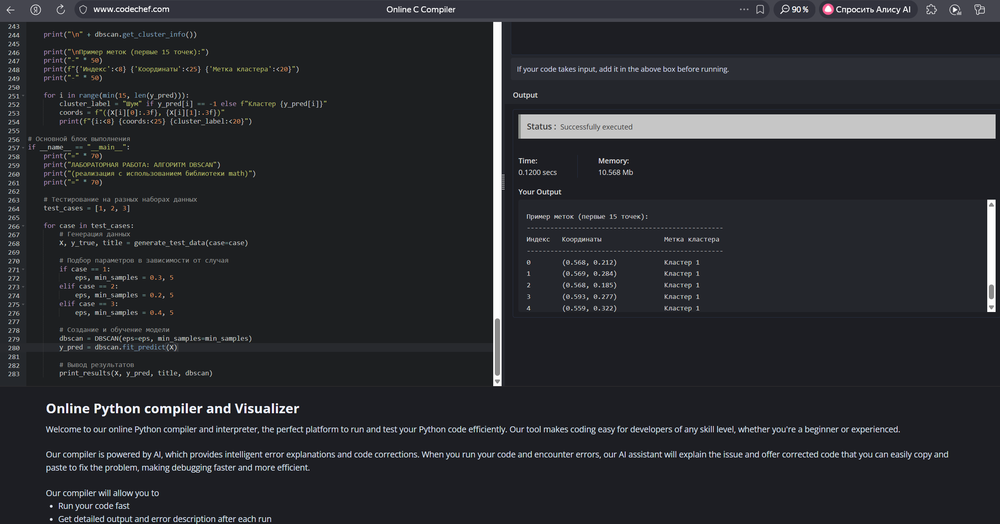 www.codechef.com
Online C Compiler
90 %
Спросить Алису AI
243
244 print("\n" + dbscan.get_cluster_info())
245
246 print("\nПример меток (первые 15 точек):")
247 print("-" * 50)
248 print(f"{'Индекс':<8} {'Координаты':<25} {'Метка кластера':<20}")
249 print("-" * 50)
250
251 for i in range(min(15, len(y_pred))):
252 cluster_label = "Шум" if y_pred[i] == -1 else f"Кластер {y_pred[i]}"
253 coords = f"({X[i][0]:.3f}, {X[i][1]:.3f})"
254 print(f"{i:<8} {coords:<25} {cluster_label:<20}")
255
256 # Основной блок выполнения
257 if __name__ == "__main__":
258 print("=" * 70)
259 print("ЛАБОРАТОРНАЯ РАБОТА: АЛГОРИТМ DBSCAN")
260 print("(реализация с использованием библиотеки math)")
261 print("=" * 70)
262
263 # Тестирование на разных наборах данных
264 test_cases = [1, 2, 3]
265
266 for case in test_cases:
267 # Генерация данных
268 X, y_true, title = generate_test_data(case=case)
269
270 # Подбор параметров в зависимости от случая
271 if case == 1:
272 eps, min_samples = 0.3, 5
273 elif case == 2:
274 eps, min_samples = 0.2, 5
275 elif case == 3:
276 eps, min_samples = 0.4, 5
277
278 # Создание и обучение модели
279 dbscan = DBSCAN(eps=eps, min_samples=min_samples)
280 y_pred = dbscan.fit_predict(X)
281
282 # Вывод результатов
283 print_results(X, y_pred, title, dbscan)
If your code takes input, add it in the above box before running.
Output
Status : Successfully executed
Time: Memory:
0.1200 secs 10.568 Mb
Your Output
Пример меток (первые 15 точек):
--------------------------------------------------
Индекс Координаты Метка кластера
--------------------------------------------------
0 (0.568, 0.212) Кластер 1
1 (0.569, 0.284) Кластер 1
2 (0.568, 0.185) Кластер 1
3 (0.593, 0.277) Кластер 1
4 (0.559, 0.322) Кластер 1
Online Python compiler and Visualizer
Welcome to our online Python compiler and interpreter, the perfect platform to run and test your Python code efficiently. Our tool makes coding easy for developers of any skill level, whether you're a beginner or experienced.
Our compiler is powered by AI, which provides intelligent error explanations and code corrections. When you run your code and encounter errors, our AI assistant will explain the issue and offer corrected code that you can easily copy and
paste to fix the problem, making debugging faster and more efficient.
Our compiler will allow you to
• Run your code fast
• Get detailed output and error description after each run